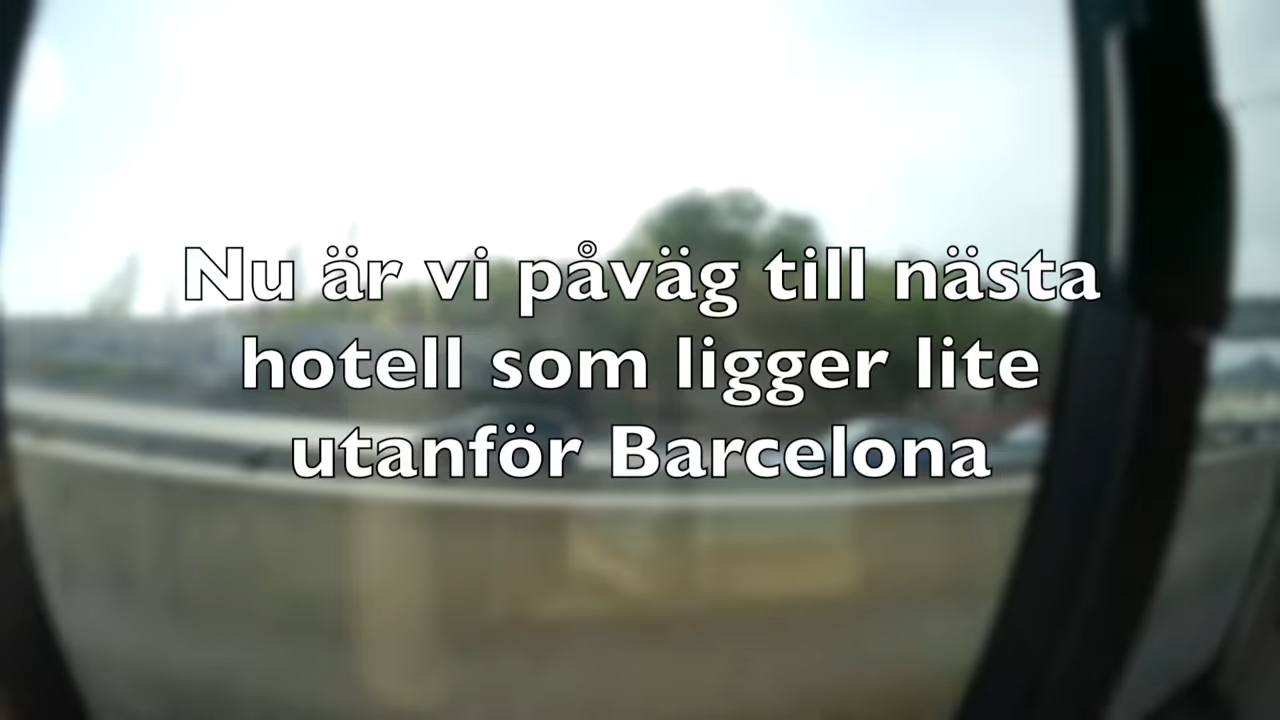 Nu är vi påväg till nästa
hotell som ligger lite
utanför Barcelona